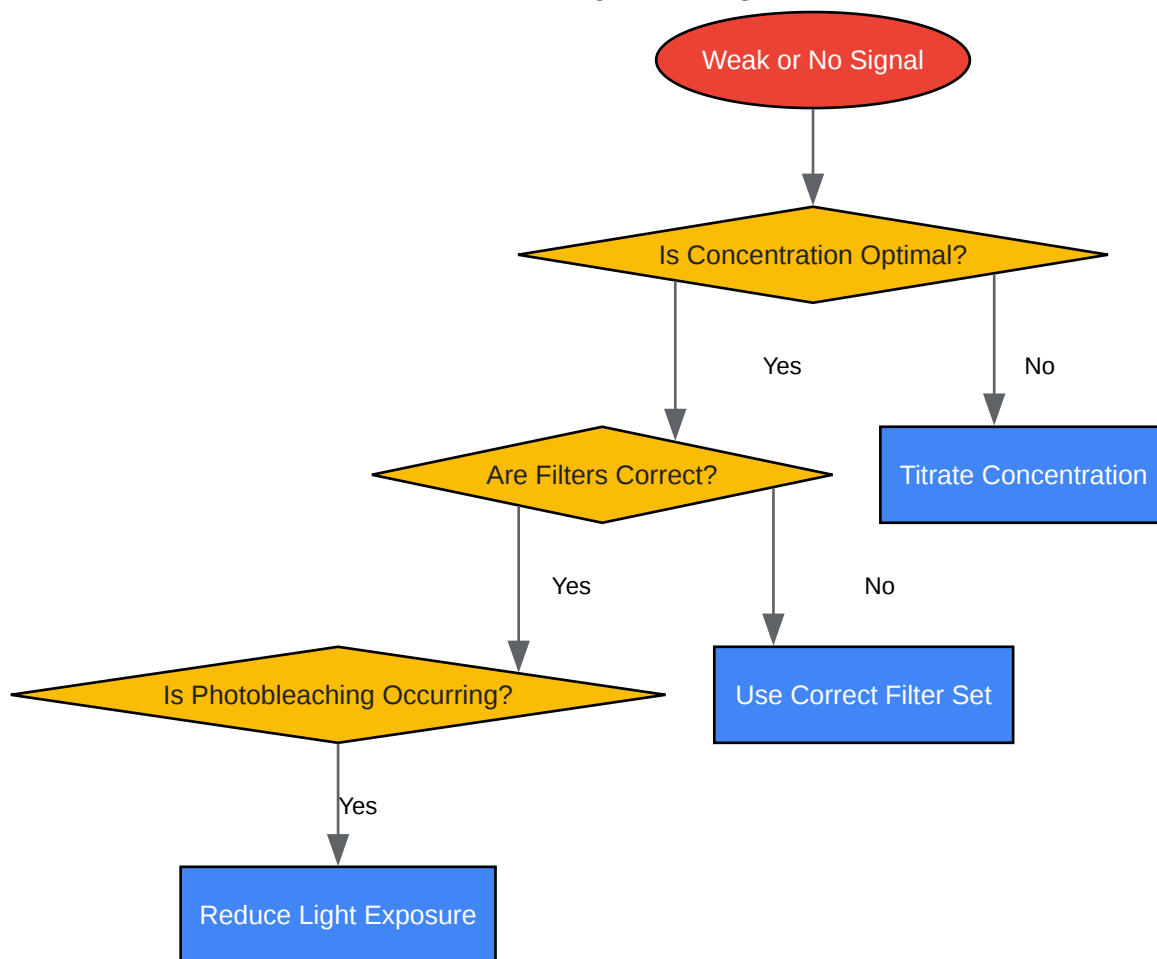 Weak or No Signal
Is Concentration Optimal?
Yes
No
Are Filters Correct?
Titrate Concentration
Yes
No
Is Photobleaching Occurring?
Use Correct Filter Set
Yes
Reduce Light Exposure